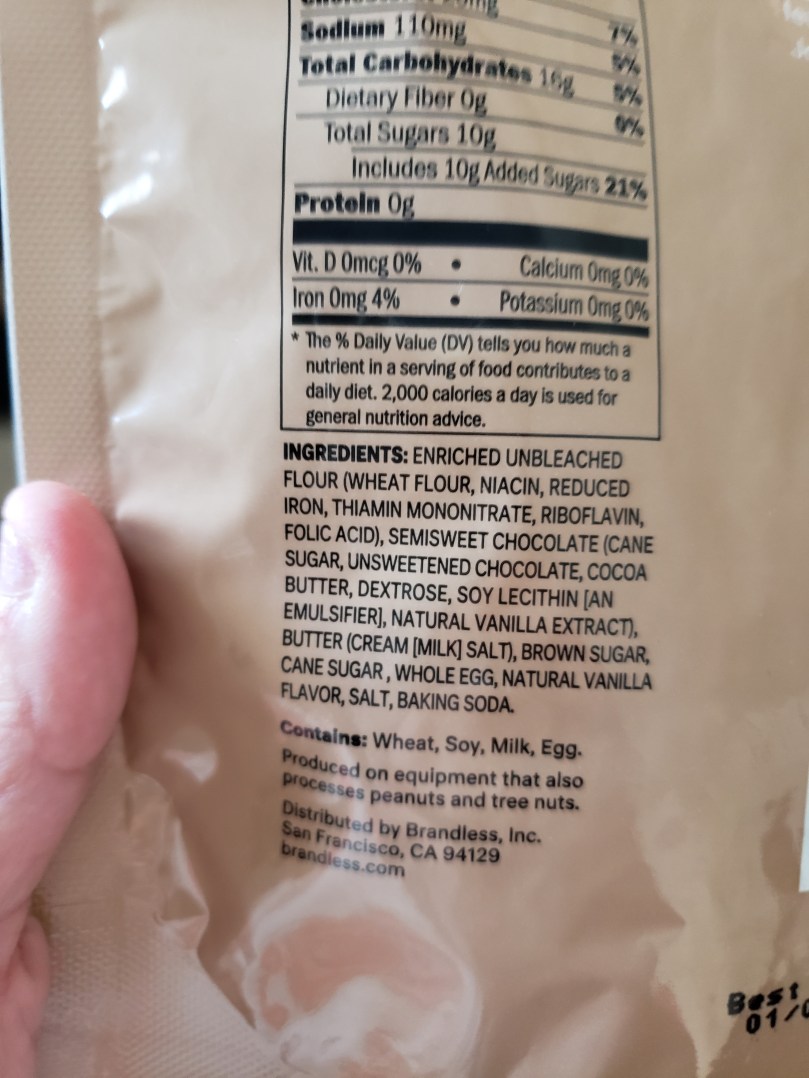 Sodium 110mg 5%
Total Carbohydrates 16g
Dietary Fiber 0g 0%
Total Sugars 10g
Includes 10g Added Sugars 21%
Protein 0g
Vit. D 0mcg 0% • Calcium 0mg 0%
Iron 0mg 4% • Potassium 0mg 0%
* The % Daily Value (DV) tells you how much a
nutrient in a serving of food contributes to a
daily diet. 2,000 calories a day is used for
general nutrition advice.
INGREDIENTS: ENRICHED UNBLEACHED
FLOUR (WHEAT FLOUR, NIACIN, REDUCED
IRON, THIAMIN MONONITRATE, RIBOFLAVIN,
FOLIC ACID), SEMISWEET CHOCOLATE (CANE
SUGAR, UNSWEETENED CHOCOLATE, COCOA
BUTTER, DEXTROSE, SOY LECITHIN [AN
EMULSIFIER], NATURAL VANILLA EXTRACT),
BUTTER (CREAM [MILK] SALT), BROWN SUGAR,
CANE SUGAR , WHOLE EGG, NATURAL VANILLA
FLAVOR, SALT, BAKING SODA.
Contains: Wheat, Soy, Milk, Egg.
Produced on equipment that also
processes peanuts and tree nuts.
Distributed by Brandless, Inc.
San Francisco, CA 94129
brandless.com
Best